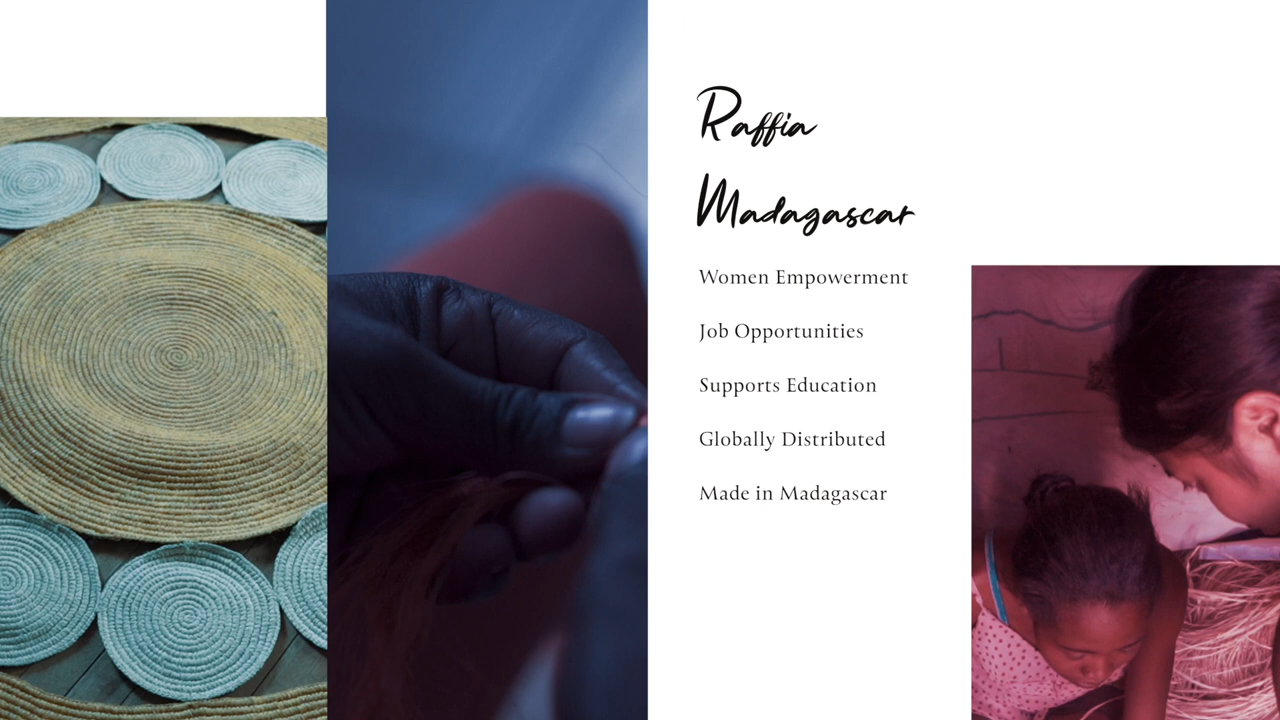 Raffia
Madagascar
Women Empowerment
Job Opportunities
Supports Education
Globally Distributed
Made in Madagascar